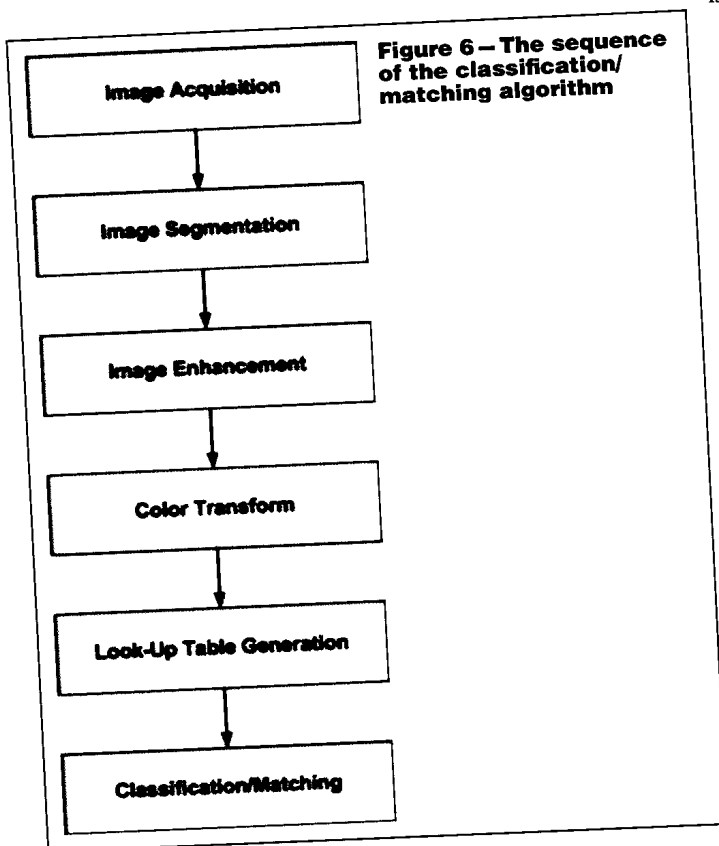 Figure 6—The sequence
of the classification/
matching algorithm
Image Acquisition
Image Segmentation
Image Enhancement
Color Transform
Look-Up Table Generation
Classification/Matching